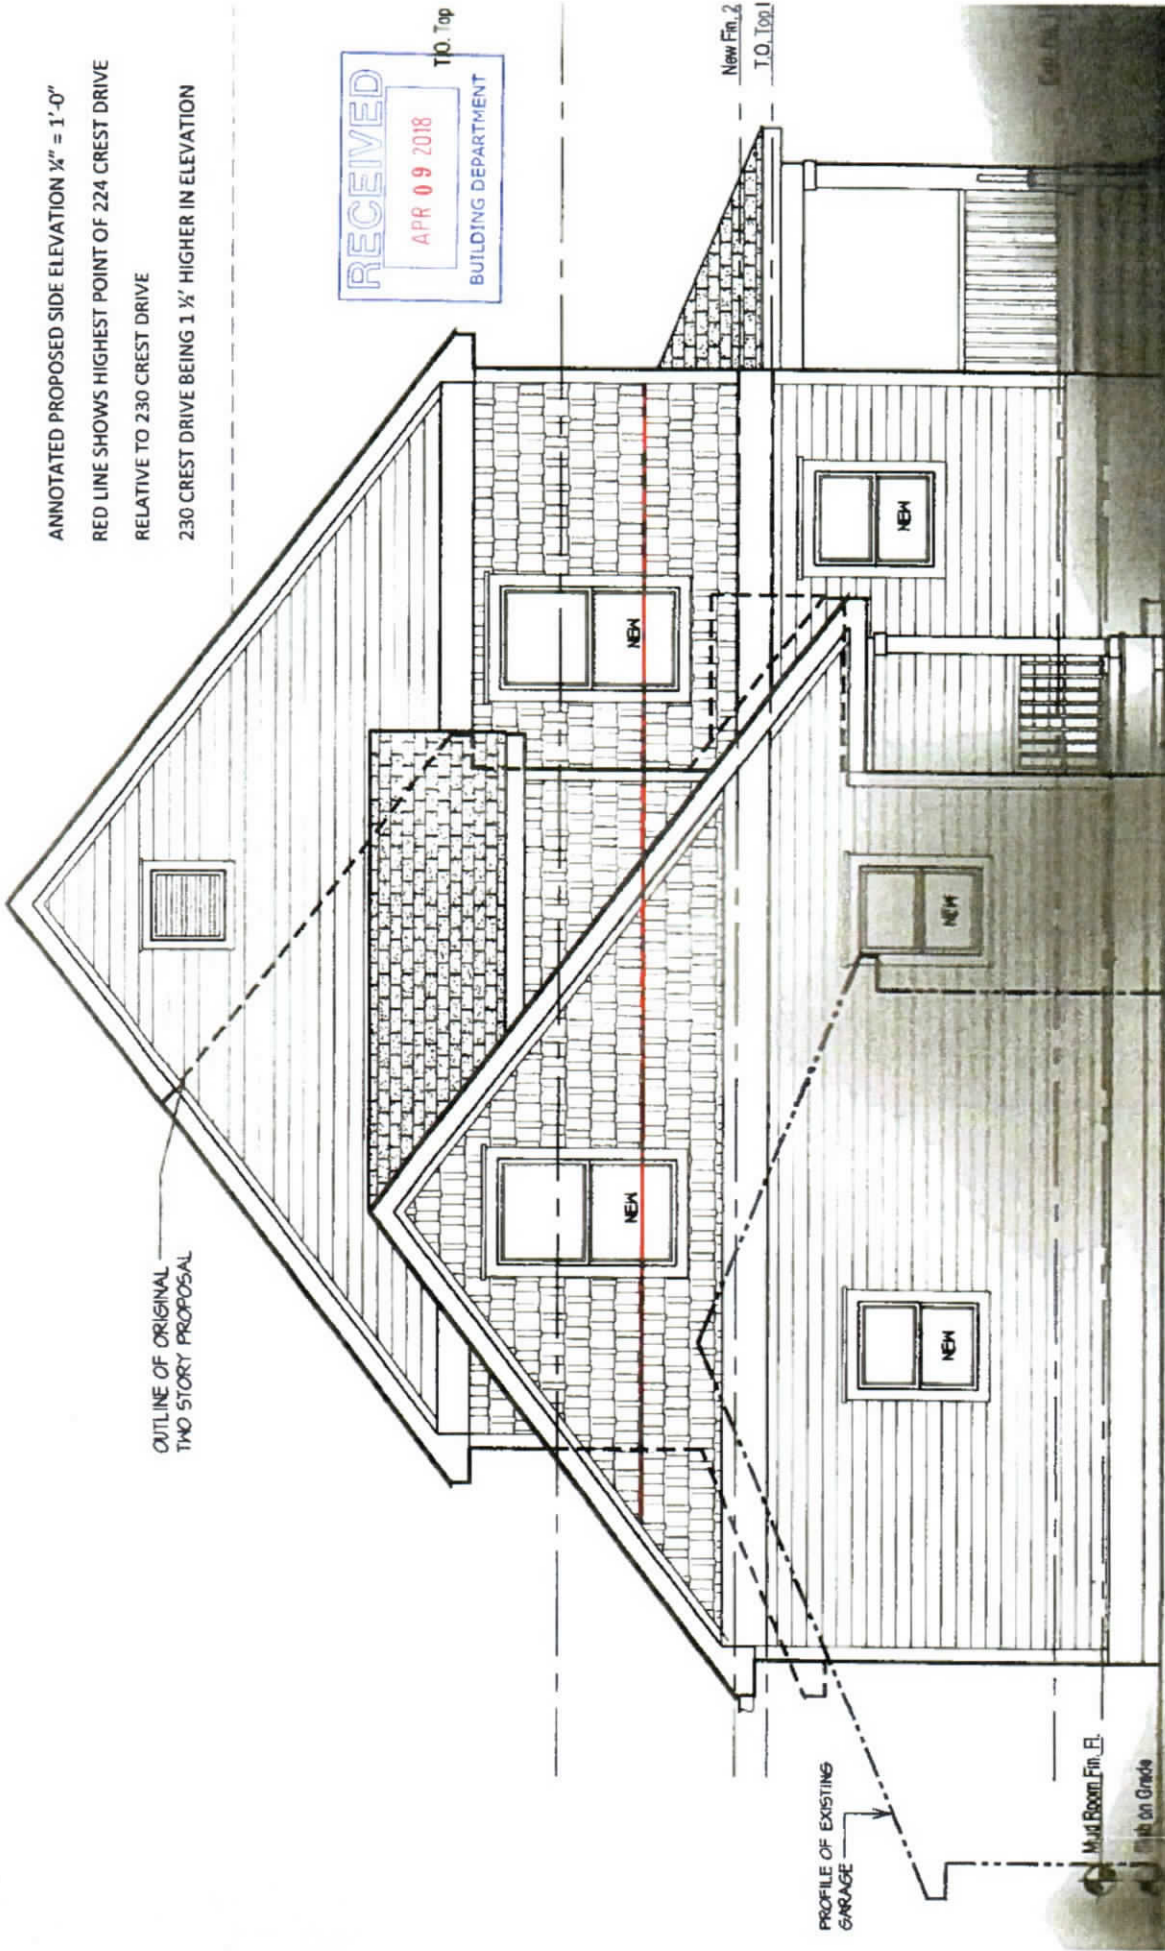 ANNOTATED PROPOSED SIDE ELEVATION ¼" = 1'-0"
RED LINE SHOWS HIGHEST POINT OF 224 CREST DRIVE
RELATIVE TO 230 CREST DRIVE
230 CREST DRIVE BEING 1 ½' HIGHER IN ELEVATION
RECEIVED
APR 09 2018
BUILDING DEPARTMENT
T.O. Top
OUTLINE OF ORIGINAL
TWO STORY PROPOSAL
NEW
NEW
New Fin. 2
T.O. Top
NEW
NEW
NEW
PROFILE OF EXISTING
GARAGE
Mud Room Fin. Fl.
on Grade